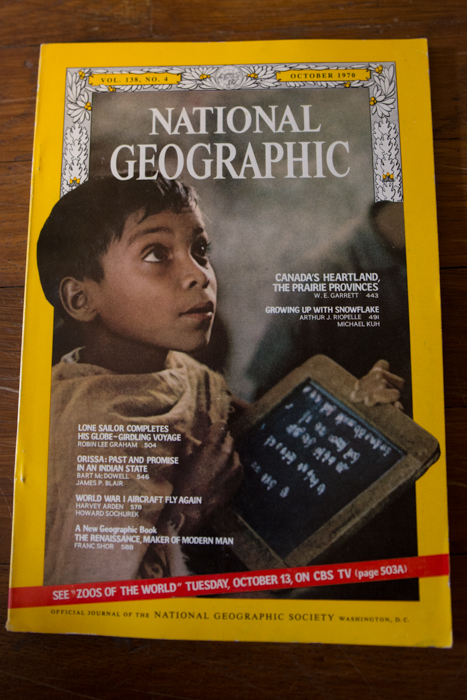 VOL. 138, NO. 4
OCTOBER 1970
NATIONAL
GEOGRAPHIC
CANADA'S HEARTLAND,
THE PRAIRIE PROVINCES
W. E. GARRETT 443
GROWING UP WITH SNOWFLAKE
ARTHUR J. RIOPELLE 491
MICHAEL KUH
LONE SAILOR COMPLETES
HIS GLOBE-GIRDLING VOYAGE
ROBIN LEE GRAHAM 504
ORISSA: PAST AND PROMISE
IN AN INDIAN STATE
BART McDOWELL 546
JAMES P. BLAIR
WORLD WAR I AIRCRAFT FLY AGAIN
HARVEY ARDEN 578
HOWARD SOCHUREK
A New Geographic Book
THE RENAISSANCE, MAKER OF MODERN MAN
FRANC SHOR 588
SEE "ZOOS OF THE WORLD" TUESDAY, OCTOBER 13, ON CBS TV (page 503A)
OFFICIAL JOURNAL OF THE NATIONAL GEOGRAPHIC SOCIETY WASHINGTON, D.C.